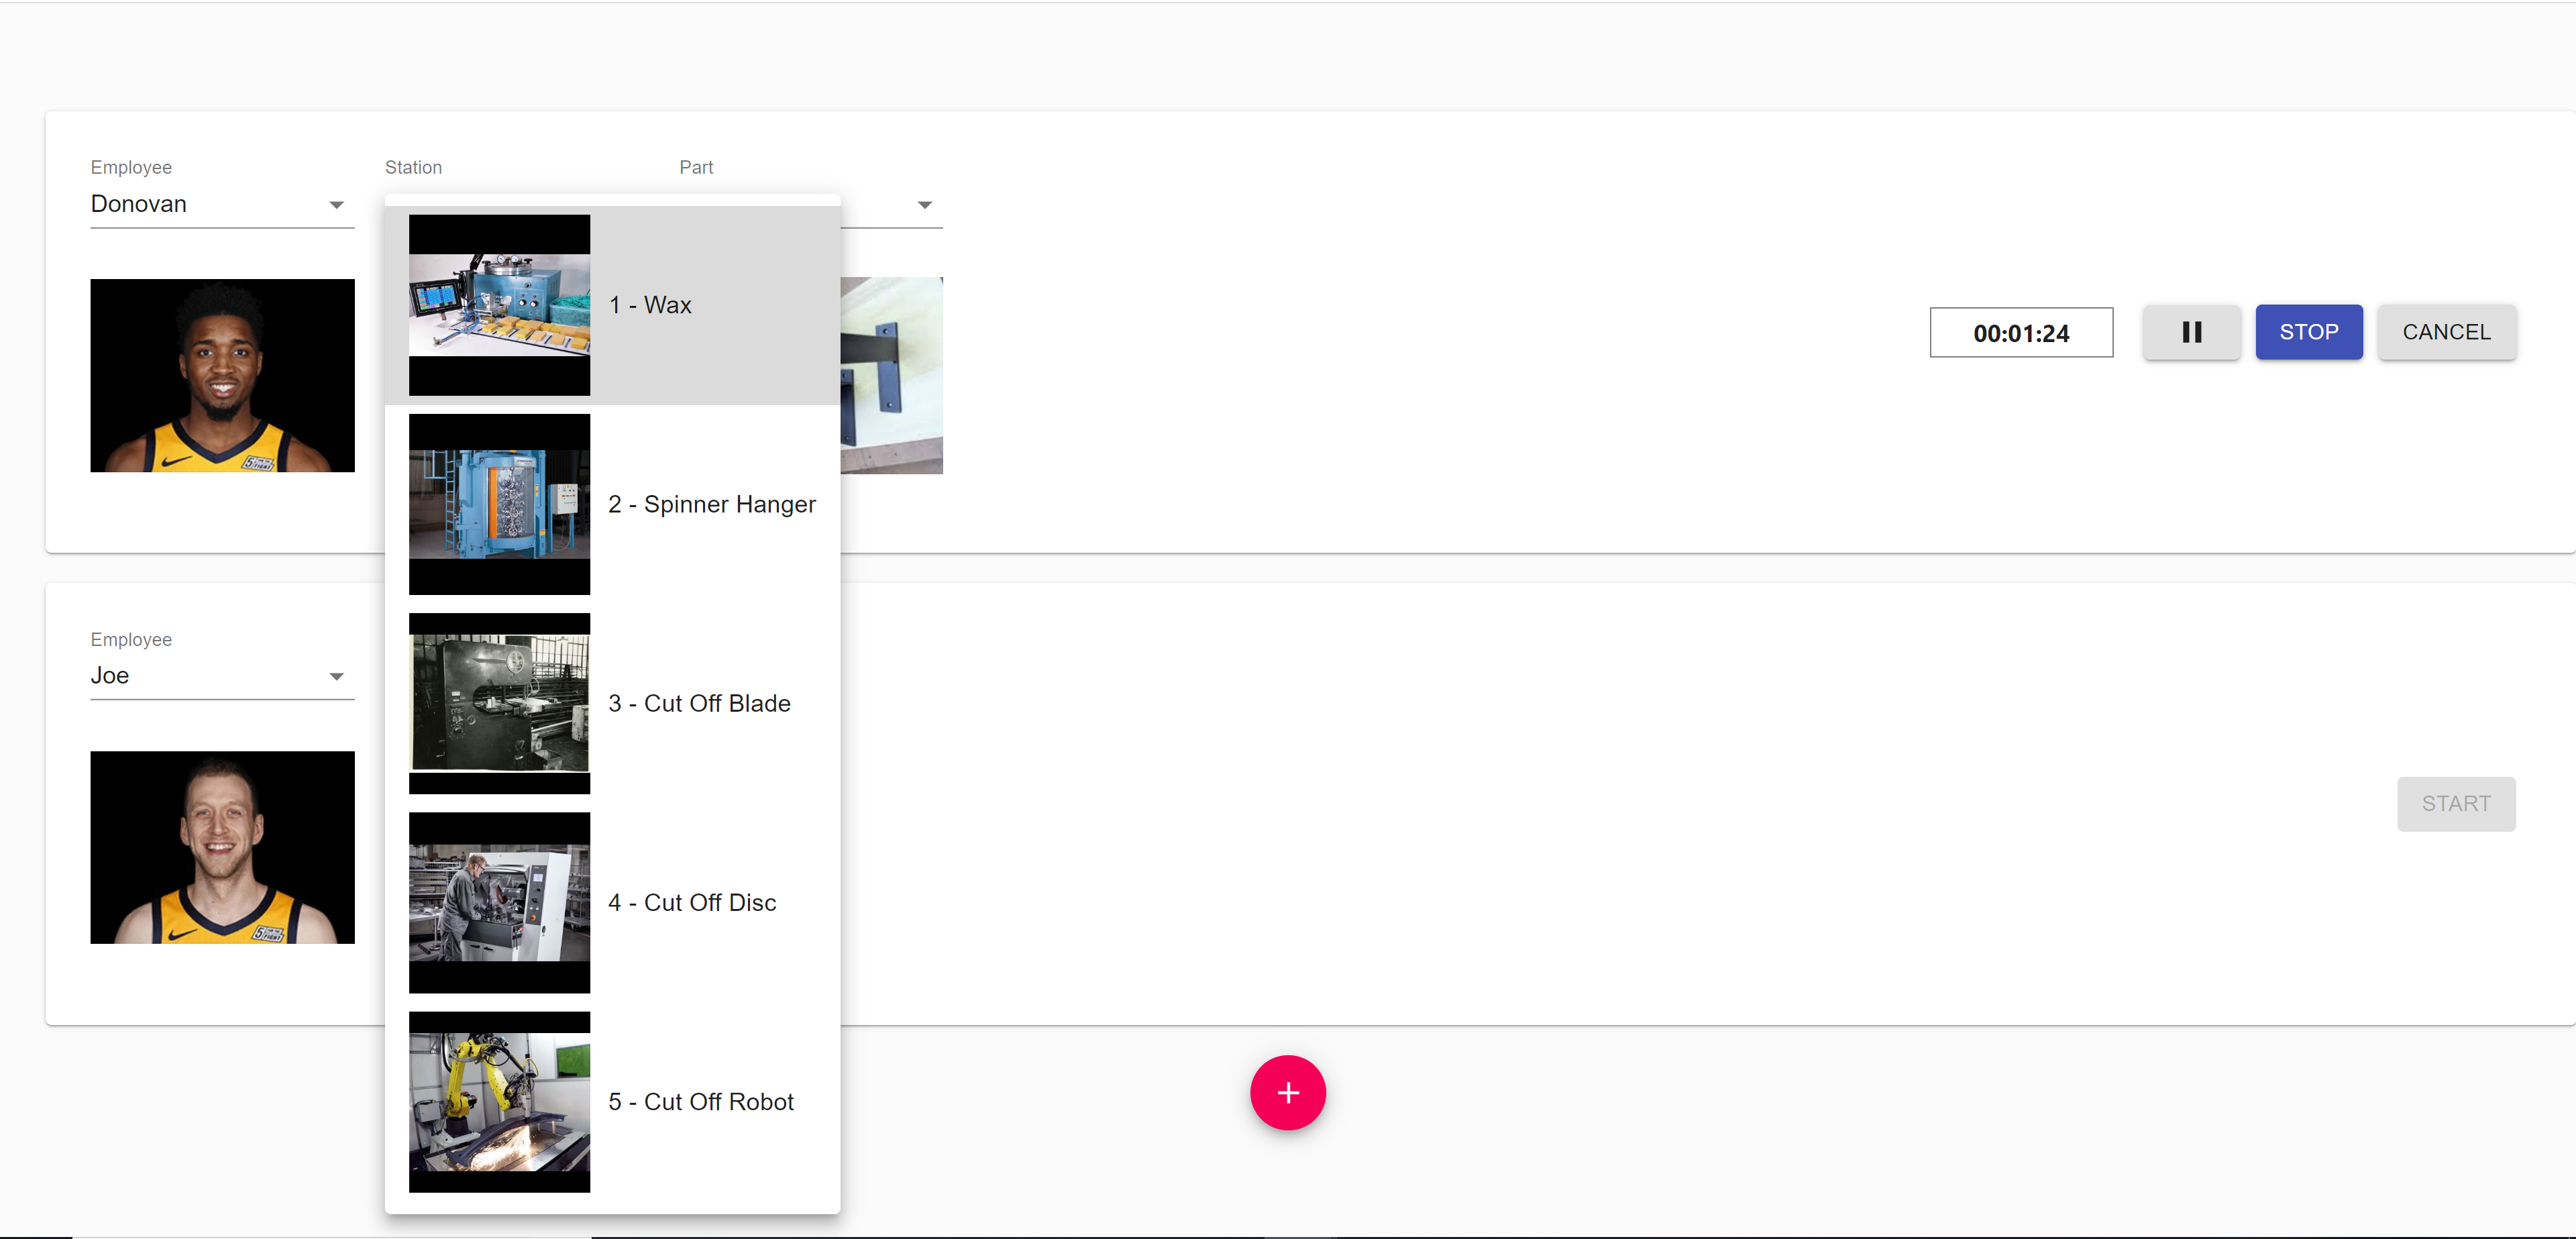 Employee
Station
Part
Donovan
1 - Wax
00:01:24
STOP
CANCEL
2 - Spinner Hanger
Employee
Joe
3 - Cut Off Blade
START
4 - Cut Off Disc
5 - Cut Off Robot
+